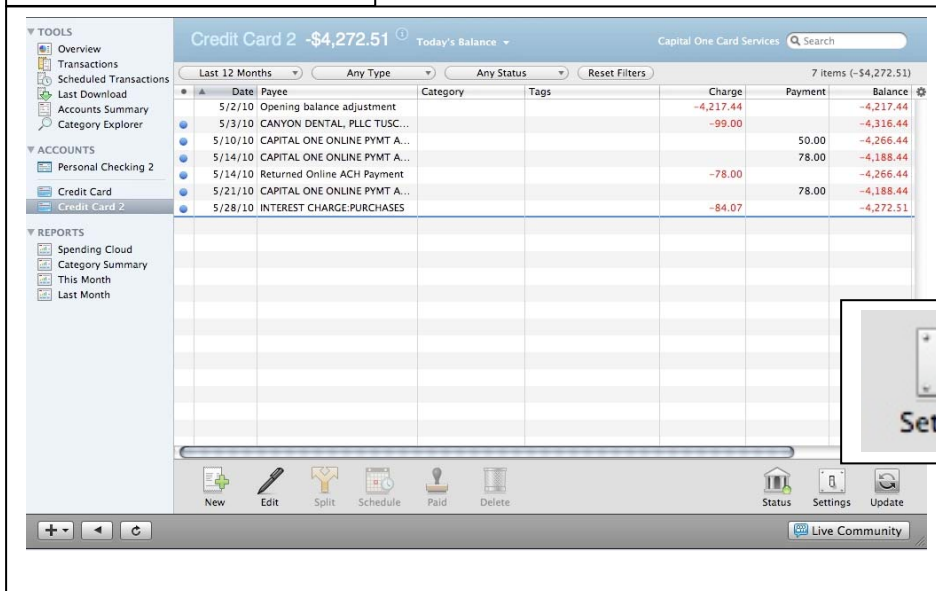 TOOLS
Overview
Transactions
Scheduled Transactions
Last Download
Accounts Summary
Category Explorer
ACCOUNTS
Personal Checking 2
Credit Card
Credit Card 2
REPORTS
Spending Cloud
Category Summary
This Month
Last Month
Credit Card 2 -$4,272.51 Today's Balance Capital One Card Services Search
Last 12 Months Any Type Any Status Reset Filters 7 items (-$4,272.51)
Date Payee Category Tags Charge Payment Balance
5/2/10 Opening balance adjustment -4,217.44 -4,217.44
5/3/10 CANYON DENTAL, PLLC TUSC... -99.00 -4,316.44
5/10/10 CAPITAL ONE ONLINE PYMT A... 50.00 -4,266.44
5/14/10 CAPITAL ONE ONLINE PYMT A... 78.00 -4,188.44
5/14/10 Returned Online ACH Payment -78.00 -4,266.44
5/21/10 CAPITAL ONE ONLINE PYMT A... 78.00 -4,188.44
5/28/10 INTEREST CHARGE:PURCHASES -84.07 -4,272.51
Set
New Edit Split Schedule Paid Delete Status Settings Update
Live Community